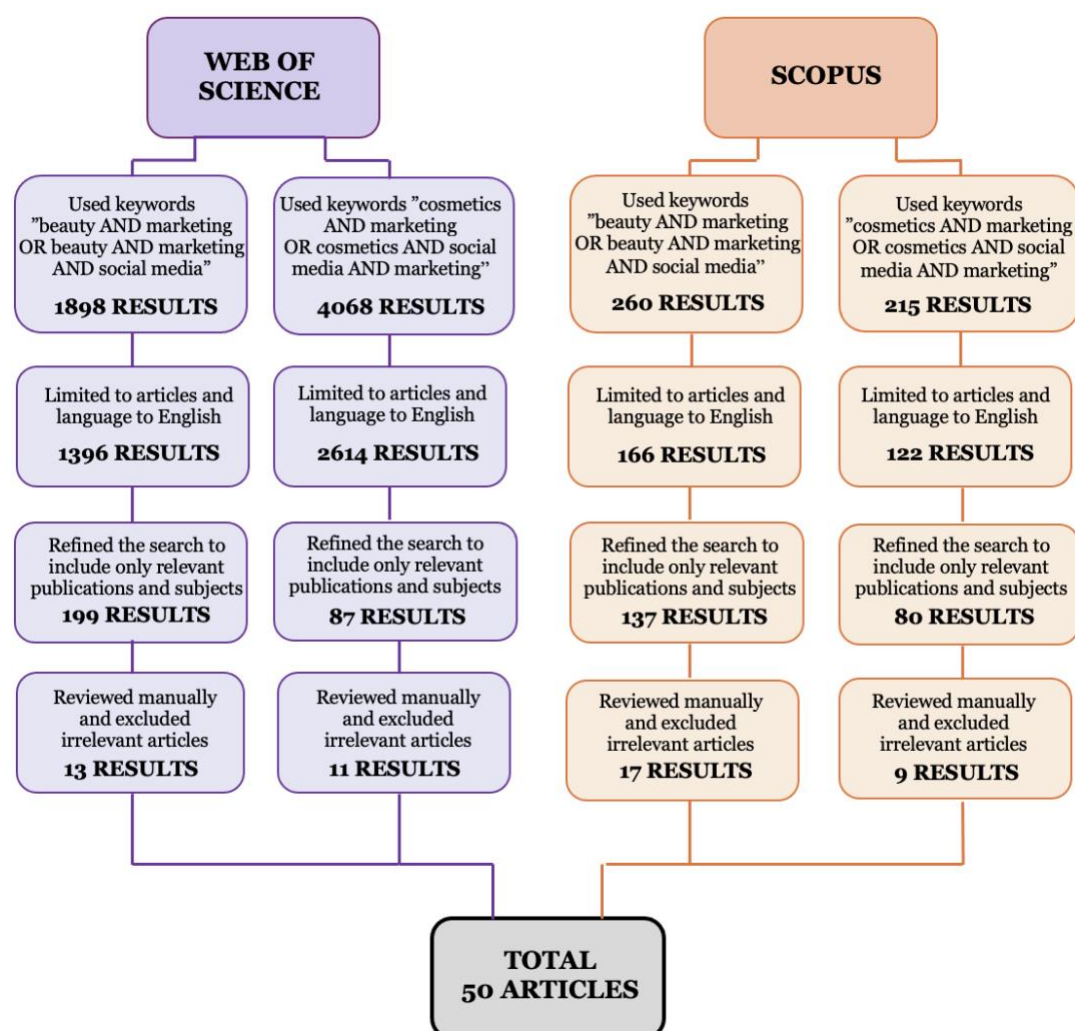 WEB OF
SCIENCE
SCOPUS
Used keywords
”beauty AND marketing
OR beauty AND marketing
AND social media”
1898 RESULTS
Used keywords ”cosmetics
AND marketing
OR cosmetics AND social
media AND marketing’’
4068 RESULTS
Used keywords
”beauty AND marketing
OR beauty AND marketing
AND social media’’
260 RESULTS
Used keywords
”cosmetics AND marketing
OR cosmetics AND social
media AND marketing”
215 RESULTS
Limited to articles and
language to English
1396 RESULTS
Limited to articles and
language to English
2614 RESULTS
Limited to articles and
language to English
166 RESULTS
Limited to articles and
language to English
122 RESULTS
Refined the search to
include only relevant
publications and subjects
199 RESULTS
Refined the search to
include only relevant
publications and subjects
87 RESULTS
Refined the search to
include only relevant
publications and subjects
137 RESULTS
Refined the search to
include only relevant
publications and subjects
80 RESULTS
Reviewed manually
and excluded
irrelevant articles
13 RESULTS
Reviewed manually
and excluded
irrelevant articles
11 RESULTS
Reviewed manually
and excluded
irrelevant articles
17 RESULTS
Reviewed manually
and excluded
irrelevant articles
9 RESULTS
TOTAL
50 ARTICLES